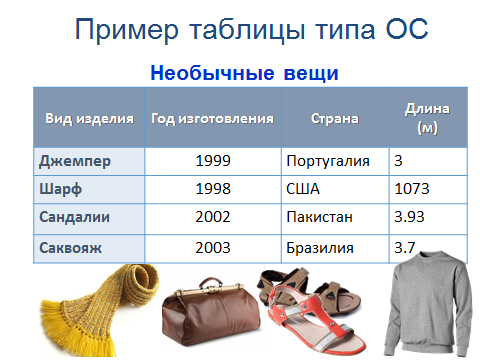 Пример таблицы типа ОС
Необычные вещи
Вид изделия Год изготовления Страна Длина (м)
Джемпер 1999 Португалия 3
Шарф 1998 США 1073
Сандалии 2002 Пакистан 3.93
Саквояж 2003 Бразилия 3.7